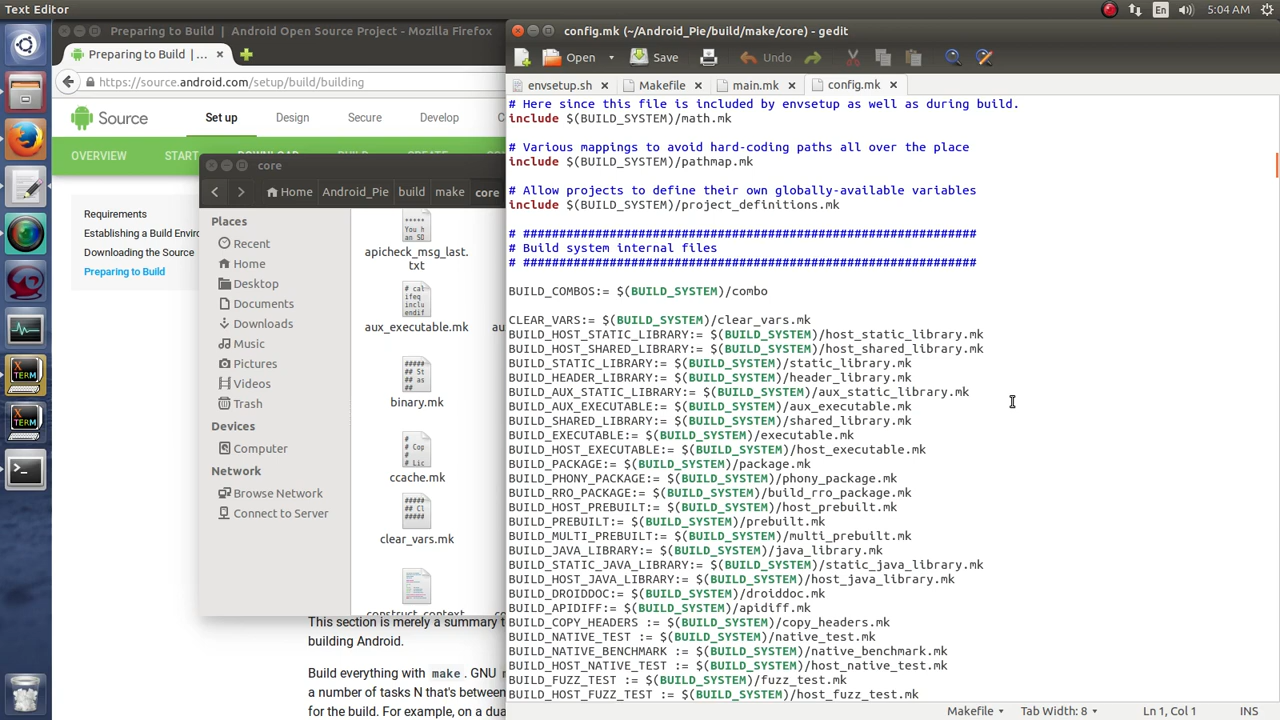 Text Editor
En
5:04 AM
Preparing to Build | Android Open Source Project - Mozilla Firefox
Preparing to Build | ...
https://source.android.com/setup/build/building
Source
Set up
Design
Secure
Develop
OVERVIEW
START
Requirements
Establishing a Build Enviro
Downloading the Source
Preparing to Build
This section is merely a summary t
building Android.
Build everything with make. GNU
a number of tasks N that's between
for the build. For example, on a dua
core
Home
Android_Pie
build
make
core
Places
Recent
Home
Desktop
Documents
Downloads
Music
Pictures
Videos
Trash
Devices
Computer
Network
Browse Network
Connect to Server
apicheck_msg_last.
txt
aux_executable.mk
binary.mk
ccache.mk
clear_vars.mk
config.mk (~/Android_Pie/build/make/core) - gedit
Open
Save
Undo
envsetup.sh
Makefile
main.mk
config.mk
# Here since this file is included by envsetup as well as during build.
include $(BUILD_SYSTEM)/math.mk
# Various mappings to avoid hard-coding paths all over the place
include $(BUILD_SYSTEM)/pathmap.mk
# Allow projects to define their own globally-available variables
include $(BUILD_SYSTEM)/project_definitions.mk
# ###############################################################
# Build system internal files
# ###############################################################
BUILD_COMBOS:= $(BUILD_SYSTEM)/combo
CLEAR_VARS:= $(BUILD_SYSTEM)/clear_vars.mk
BUILD_HOST_STATIC_LIBRARY:= $(BUILD_SYSTEM)/host_static_library.mk
BUILD_HOST_SHARED_LIBRARY:= $(BUILD_SYSTEM)/host_shared_library.mk
BUILD_STATIC_LIBRARY:= $(BUILD_SYSTEM)/static_library.mk
BUILD_HEADER_LIBRARY:= $(BUILD_SYSTEM)/header_library.mk
BUILD_AUX_STATIC_LIBRARY:= $(BUILD_SYSTEM)/aux_static_library.mk
BUILD_AUX_EXECUTABLE:= $(BUILD_SYSTEM)/aux_executable.mk
BUILD_SHARED_LIBRARY:= $(BUILD_SYSTEM)/shared_library.mk
BUILD_EXECUTABLE:= $(BUILD_SYSTEM)/executable.mk
BUILD_HOST_EXECUTABLE:= $(BUILD_SYSTEM)/host_executable.mk
BUILD_PACKAGE:= $(BUILD_SYSTEM)/package.mk
BUILD_PHONY_PACKAGE:= $(BUILD_SYSTEM)/phony_package.mk
BUILD_RRO_PACKAGE:= $(BUILD_SYSTEM)/build_rro_package.mk
BUILD_HOST_PREBUILT:= $(BUILD_SYSTEM)/host_prebuilt.mk
BUILD_PREBUILT:= $(BUILD_SYSTEM)/prebuilt.mk
BUILD_MULTI_PREBUILT:= $(BUILD_SYSTEM)/multi_prebuilt.mk
BUILD_JAVA_LIBRARY:= $(BUILD_SYSTEM)/java_library.mk
BUILD_STATIC_JAVA_LIBRARY:= $(BUILD_SYSTEM)/static_java_library.mk
BUILD_HOST_JAVA_LIBRARY:= $(BUILD_SYSTEM)/host_java_library.mk
BUILD_DROIDDOC:= $(BUILD_SYSTEM)/droiddoc.mk
BUILD_APIDIFF:= $(BUILD_SYSTEM)/apidiff.mk
BUILD_COPY_HEADERS := $(BUILD_SYSTEM)/copy_headers.mk
BUILD_NATIVE_TEST := $(BUILD_SYSTEM)/native_test.mk
BUILD_NATIVE_BENCHMARK := $(BUILD_SYSTEM)/native_benchmark.mk
BUILD_HOST_NATIVE_TEST := $(BUILD_SYSTEM)/host_native_test.mk
BUILD_FUZZ_TEST := $(BUILD_SYSTEM)/fuzz_test.mk
BUILD_HOST_FUZZ_TEST := $(BUILD_SYSTEM)/host_fuzz_test.mk
Makefile
Tab Width: 8
Ln 1, Col 1
INS